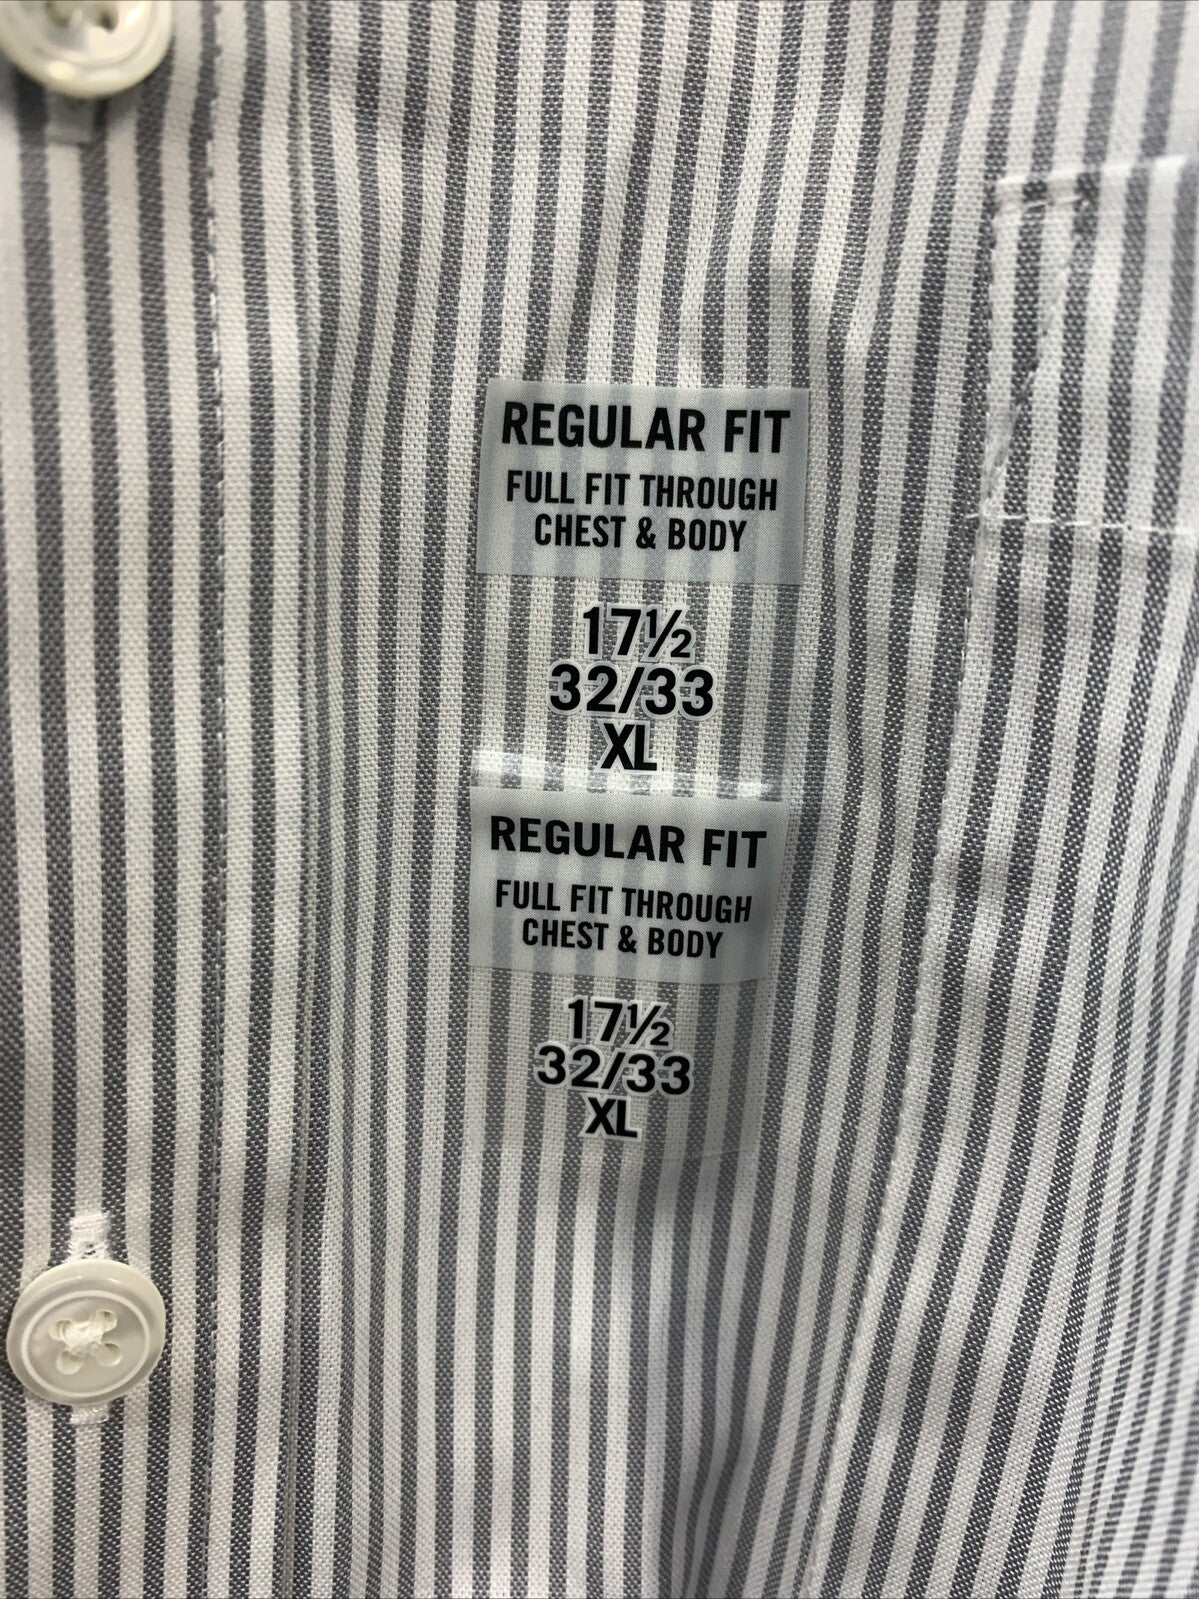 REGULAR FIT
FULL FIT THROUGH
CHEST & BODY
17½
32/33
XL
REGULAR FIT
FULL FIT THROUGH
CHEST & BODY
17½
32/33
XL